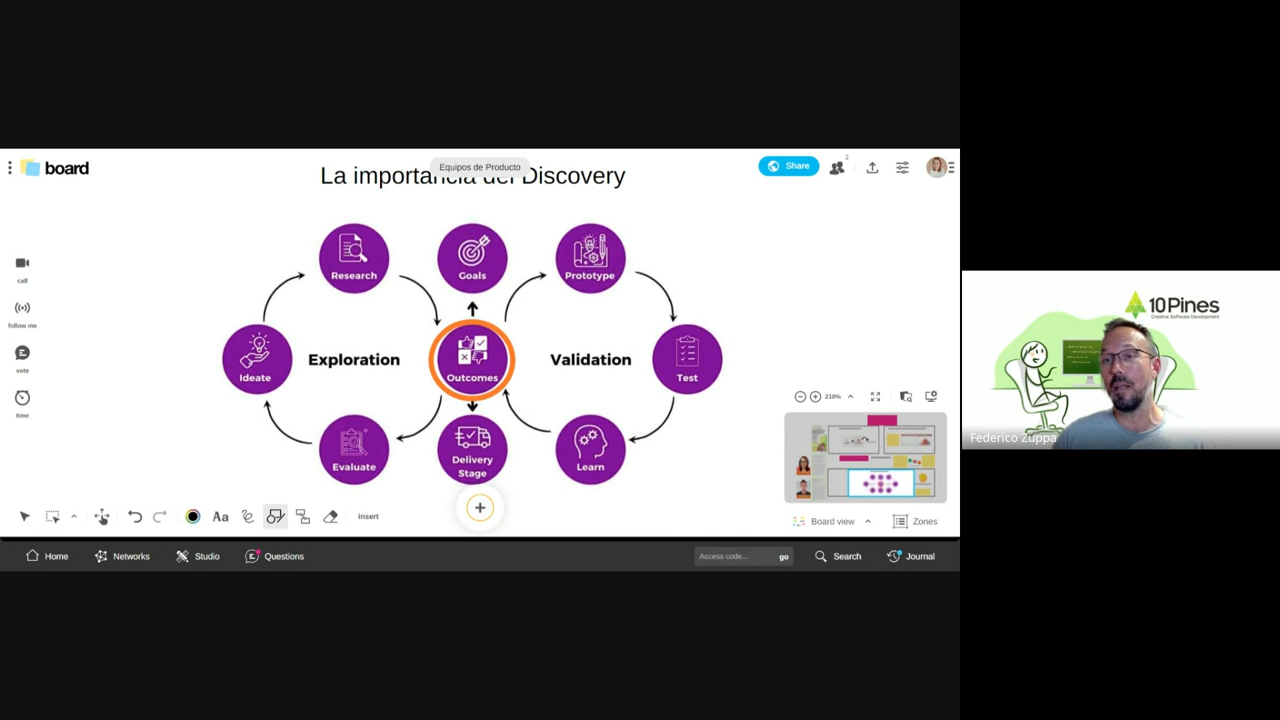 board
Equipos de Producto
La importancia del Discovery
Share
2
call
follow me
vote
time
Research
Goals
Prototype
Ideate
Exploration
Outcomes
Validation
Test
Evaluate
Delivery
Stage
Learn
210%
Aa
insert
Board view
Zones
Home
Networks
Studio
Questions
Access code...
go
Search
Journal
10Pines
Creative Software Development
Federico Zuppa